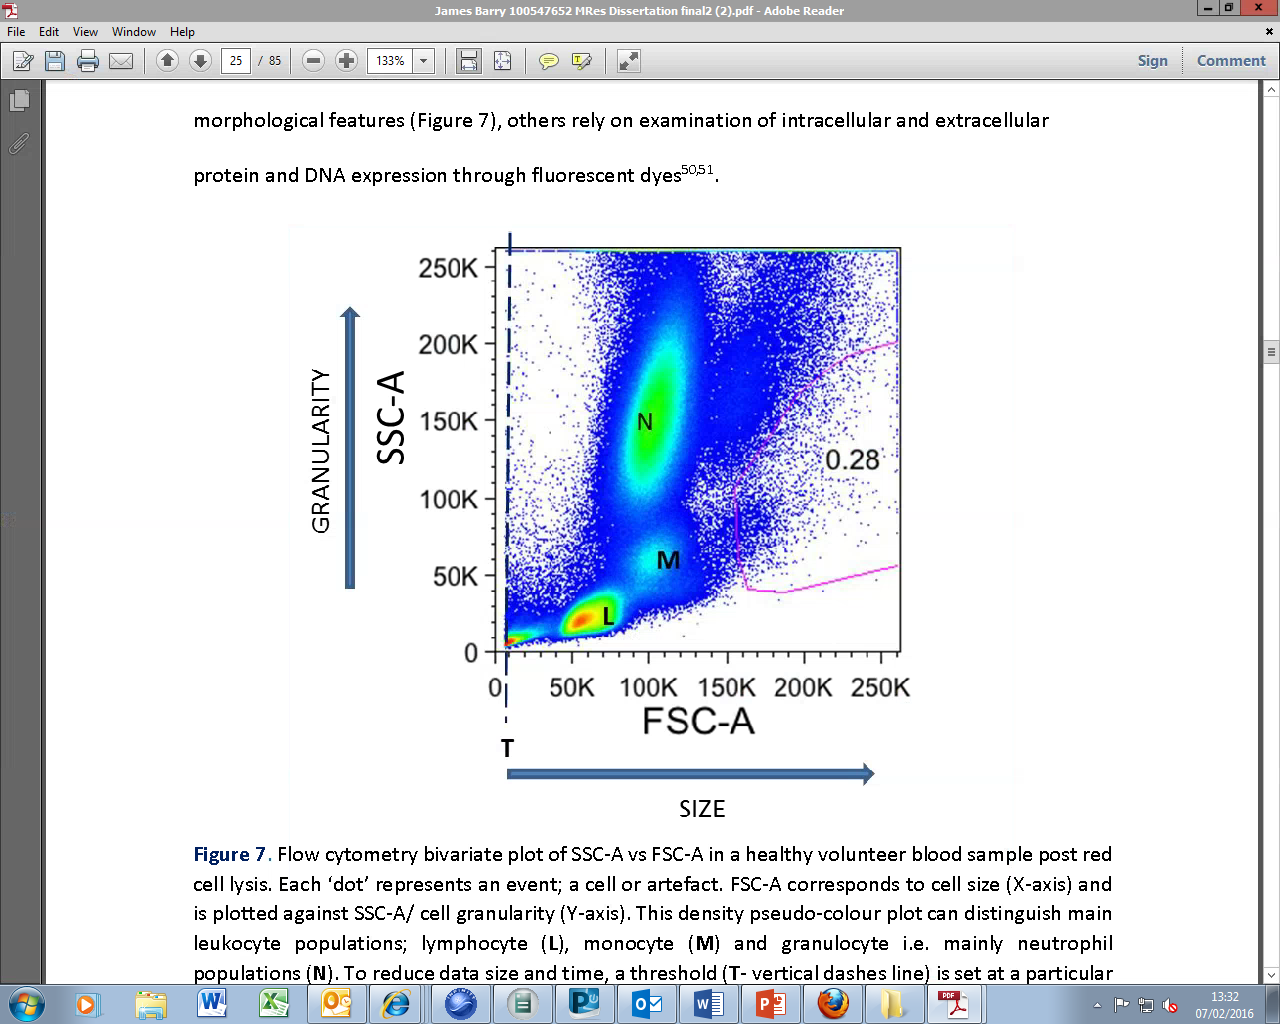 James Barry 100547652 MRes Dissertation final2 (2).pdf - Adobe Reader
File Edit View Window Help
25 / 85 133% Sign Comment
morphological features (Figure 7), others rely on examination of intracellular and extracellular
protein and DNA expression through fluorescent dyes50,51.
250K
200K
150K
100K
50K
0
GRANULARITY
SSC-A
N
0.28
M
L
0 50K 100K 150K 200K 250K
FSC-A
T
SIZE
Figure 7. Flow cytometry bivariate plot of SSC-A vs FSC-A in a healthy volunteer blood sample post red
cell lysis. Each ‘dot’ represents an event; a cell or artefact. FSC-A corresponds to cell size (X-axis) and
is plotted against SSC-A/ cell granularity (Y-axis). This density pseudo-colour plot can distinguish main
leukocyte populations; lymphocyte (L), monocyte (M) and granulocyte i.e. mainly neutrophil
populations (N). To reduce data size and time, a threshold (T- vertical dashes line) is set at a particular
13:32
07/02/2016